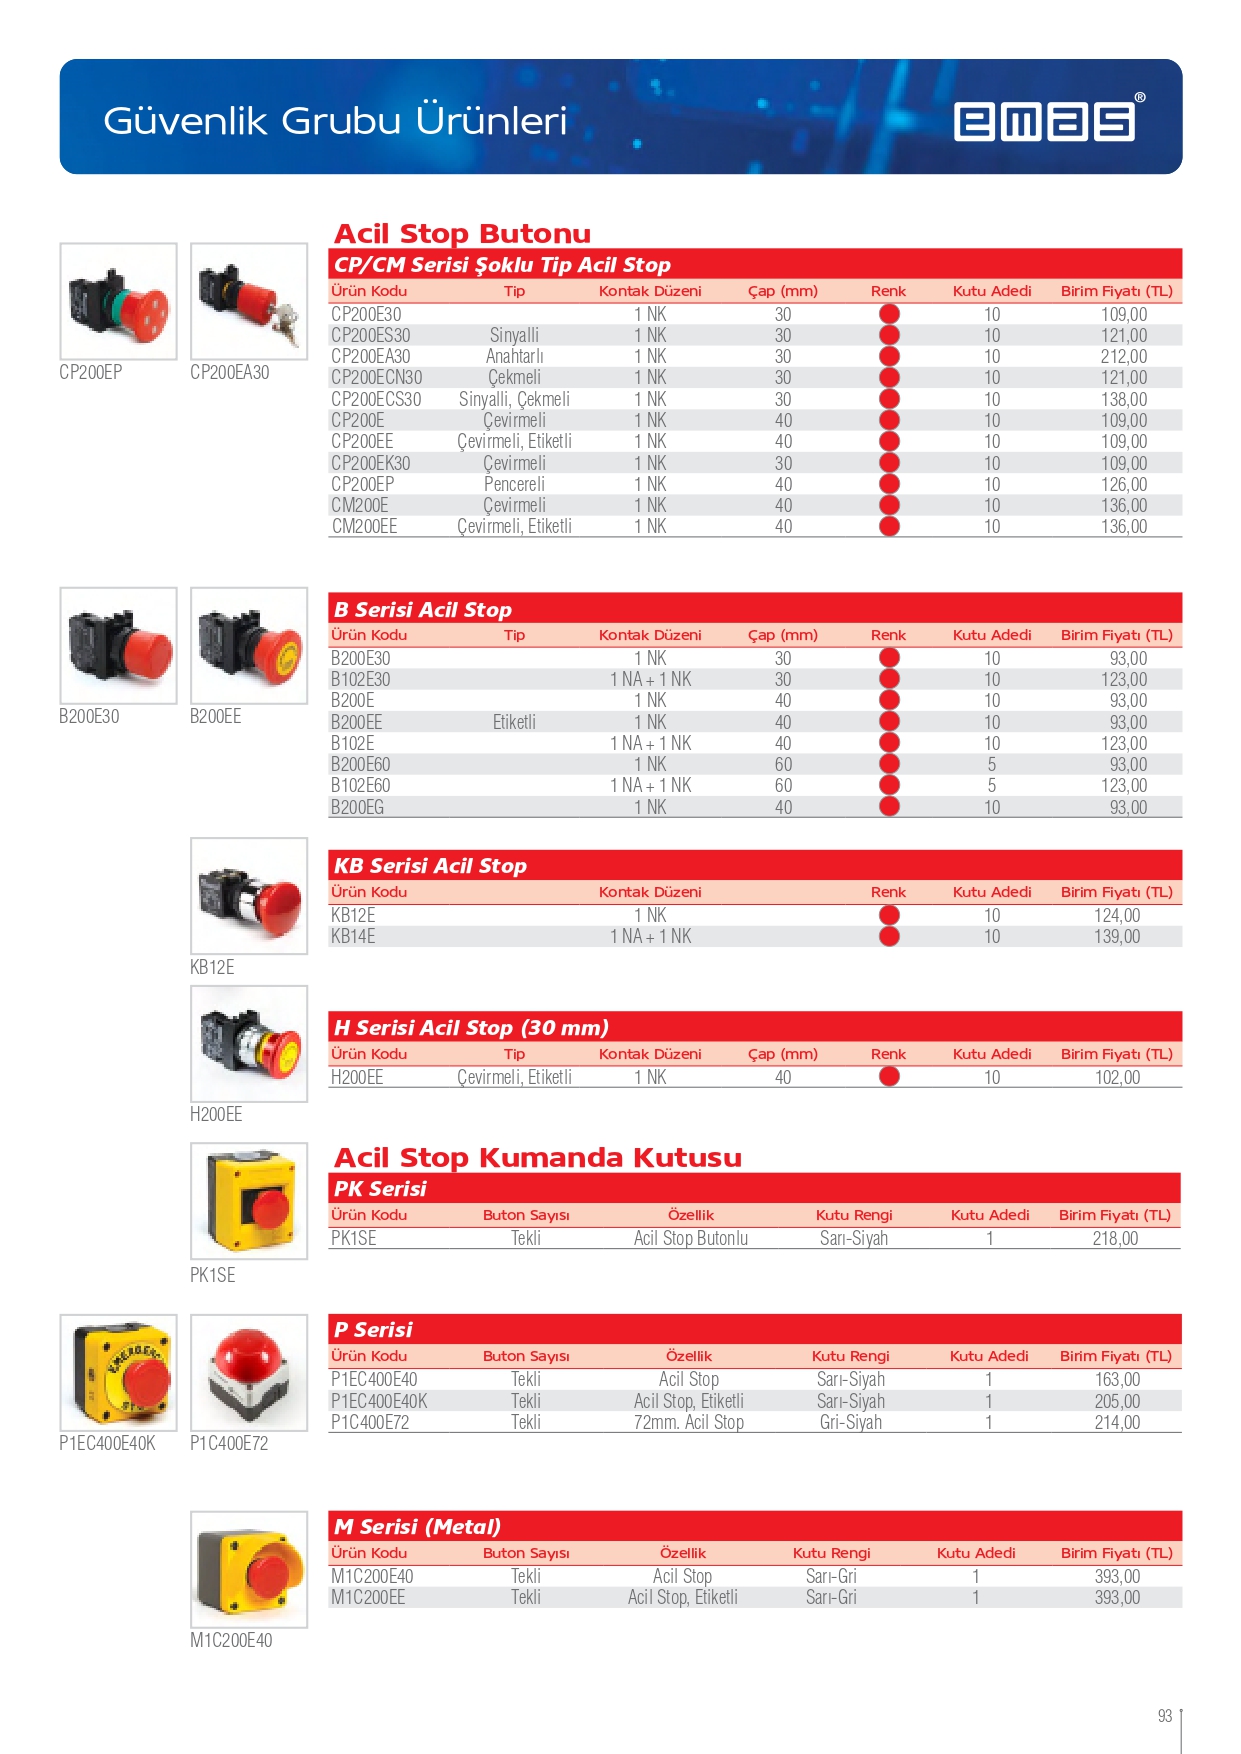 Güvenlik Grubu Ürünleri
emas®
Acil Stop Butonu
CP/CM Serisi Şoklu Tip Acil Stop
Ürün Kodu Tip Kontak Düzeni Çap (mm) Renk Kutu Adedi Birim Fiyatı (TL)
CP200E30 1 NK 30 10 109,00
CP200ES30 Sinyalli 1 NK 30 10 121,00
CP200EA30 Anahtarlı 1 NK 30 10 212,00
CP200ECN30 Çekmeli 1 NK 30 10 121,00
CP200ECS30 Sinyalli, Çekmeli 1 NK 30 10 138,00
CP200E Çevirmeli 1 NK 40 10 109,00
CP200EE Çevirmeli, Etiketli 1 NK 40 10 109,00
CP200EK30 Çevirmeli 1 NK 30 10 109,00
CP200EP Pencereli 1 NK 40 10 126,00
CM200E Çevirmeli 1 NK 40 10 136,00
CM200EE Çevirmeli, Etiketli 1 NK 40 10 136,00
CP200EP CP200EA30
B Serisi Acil Stop
Ürün Kodu Tip Kontak Düzeni Çap (mm) Renk Kutu Adedi Birim Fiyatı (TL)
B200E30 1 NK 30 10 93,00
B102E30 1 NA + 1 NK 30 10 123,00
B200E 1 NK 40 10 93,00
B200EE Etiketli 1 NK 40 10 93,00
B102E 1 NA + 1 NK 40 10 123,00
B200E60 1 NK 60 5 93,00
B102E60 1 NA + 1 NK 60 5 123,00
B200EG 1 NK 40 10 93,00
B200E30 B200EE
KB Serisi Acil Stop
Ürün Kodu Kontak Düzeni Renk Kutu Adedi Birim Fiyatı (TL)
KB12E 1 NK 10 124,00
KB14E 1 NA + 1 NK 10 139,00
KB12E
H Serisi Acil Stop (30 mm)
Ürün Kodu Tip Kontak Düzeni Çap (mm) Renk Kutu Adedi Birim Fiyatı (TL)
H200EE Çevirmeli, Etiketli 1 NK 40 10 102,00
H200EE
Acil Stop Kumanda Kutusu
PK Serisi
Ürün Kodu Buton Sayısı Özellik Kutu Rengi Kutu Adedi Birim Fiyatı (TL)
PK1SE Tekli Acil Stop Butonlu Sarı-Siyah 1 218,00
PK1SE
P Serisi
Ürün Kodu Buton Sayısı Özellik Kutu Rengi Kutu Adedi Birim Fiyatı (TL)
P1EC400E40 Tekli Acil Stop Sarı-Siyah 1 163,00
P1EC400E40K Tekli Acil Stop, Etiketli Sarı-Siyah 1 205,00
P1C400E72 Tekli 72mm. Acil Stop Gri-Siyah 1 214,00
P1EC400E40K P1C400E72
M Serisi (Metal)
Ürün Kodu Buton Sayısı Özellik Kutu Rengi Kutu Adedi Birim Fiyatı (TL)
M1C200E40 Tekli Acil Stop Sarı-Gri 1 393,00
M1C200EE Tekli Acil Stop, Etiketli Sarı-Gri 1 393,00
M1C200E40
93